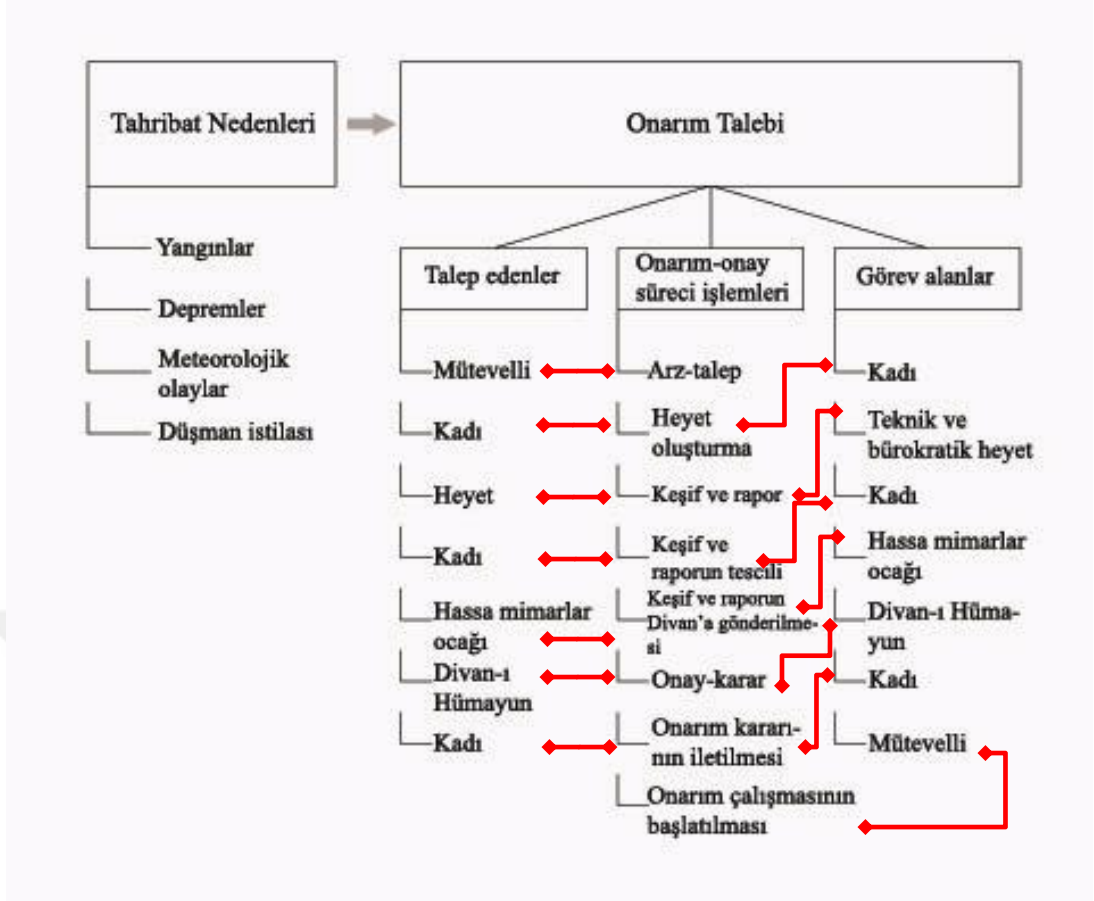 Tahribat Nedenleri
Onarım Talebi
Yangınlar
Depremler
Meteorolojik
olaylar
Düşman istilası
Talep edenler
Mütevelli
Kadı
Heyet
Kadı
Hassa mimarlar
ocağı
Divan-ı
Hümayun
Kadı
Onarım-onay
süreci işlemleri
Arz-talep
Heyet
oluşturma
Keşif ve rapor
Keşif ve
raporun tescili
Keşif ve raporun
Divan'a gönderilme-
si
Onay-karar
Onarım kararı-
nın iletilmesi
Onarım çalışmasının
başlatılması
Görev alanlar
Kadı
Teknik ve
bürokratik heyet
Kadı
Hassa mimarlar
ocağı
Divan-ı Hüma-
yun
Kadı
Mütevelli